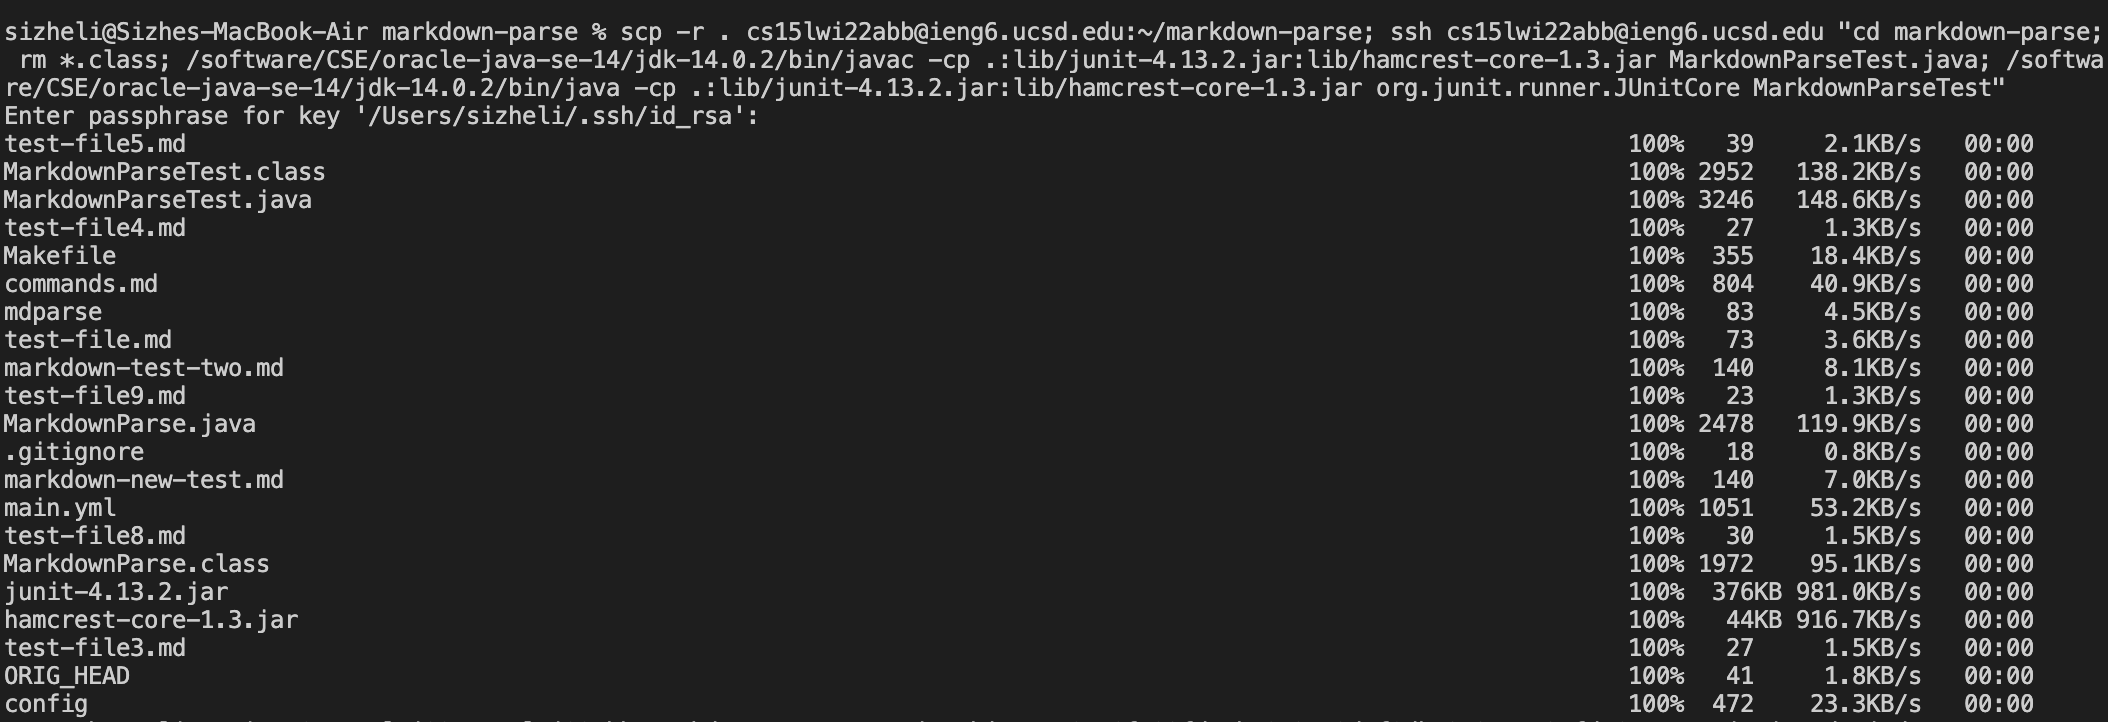 sizheli@Sizhes-MacBook-Air markdown-parse % scp -r . cs15lwi22abb@ieng6.ucsd.edu:~/markdown-parse; ssh cs15lwi22abb@ieng6.ucsd.edu "cd markdown-parse;
 rm *.class; /software/CSE/oracle-java-se-14/jdk-14.0.2/bin/javac -cp .:lib/junit-4.13.2.jar:lib/hamcrest-core-1.3.jar MarkdownParseTest.java; /softwa
re/CSE/oracle-java-se-14/jdk-14.0.2/bin/java -cp .:lib/junit-4.13.2.jar:lib/hamcrest-core-1.3.jar org.junit.runner.JUnitCore MarkdownParseTest"
Enter passphrase for key '/Users/sizheli/.ssh/id_rsa':
test-file5.md 100% 39 2.1KB/s 00:00
MarkdownParseTest.class 100% 2952 138.2KB/s 00:00
MarkdownParseTest.java 100% 3246 148.6KB/s 00:00
test-file4.md 100% 27 1.3KB/s 00:00
Makefile 100% 355 18.4KB/s 00:00
commands.md 100% 804 40.9KB/s 00:00
mdparse 100% 83 4.5KB/s 00:00
test-file.md 100% 73 3.6KB/s 00:00
markdown-test-two.md 100% 140 8.1KB/s 00:00
test-file9.md 100% 23 1.3KB/s 00:00
MarkdownParse.java 100% 2478 119.9KB/s 00:00
.gitignore 100% 18 0.8KB/s 00:00
markdown-new-test.md 100% 140 7.0KB/s 00:00
main.yml 100% 1051 53.2KB/s 00:00
test-file8.md 100% 30 1.5KB/s 00:00
MarkdownParse.class 100% 1972 95.1KB/s 00:00
junit-4.13.2.jar 100% 376KB 981.0KB/s 00:00
hamcrest-core-1.3.jar 100% 44KB 916.7KB/s 00:00
test-file3.md 100% 27 1.5KB/s 00:00
ORIG_HEAD 100% 41 1.8KB/s 00:00
config 100% 472 23.3KB/s 00:00